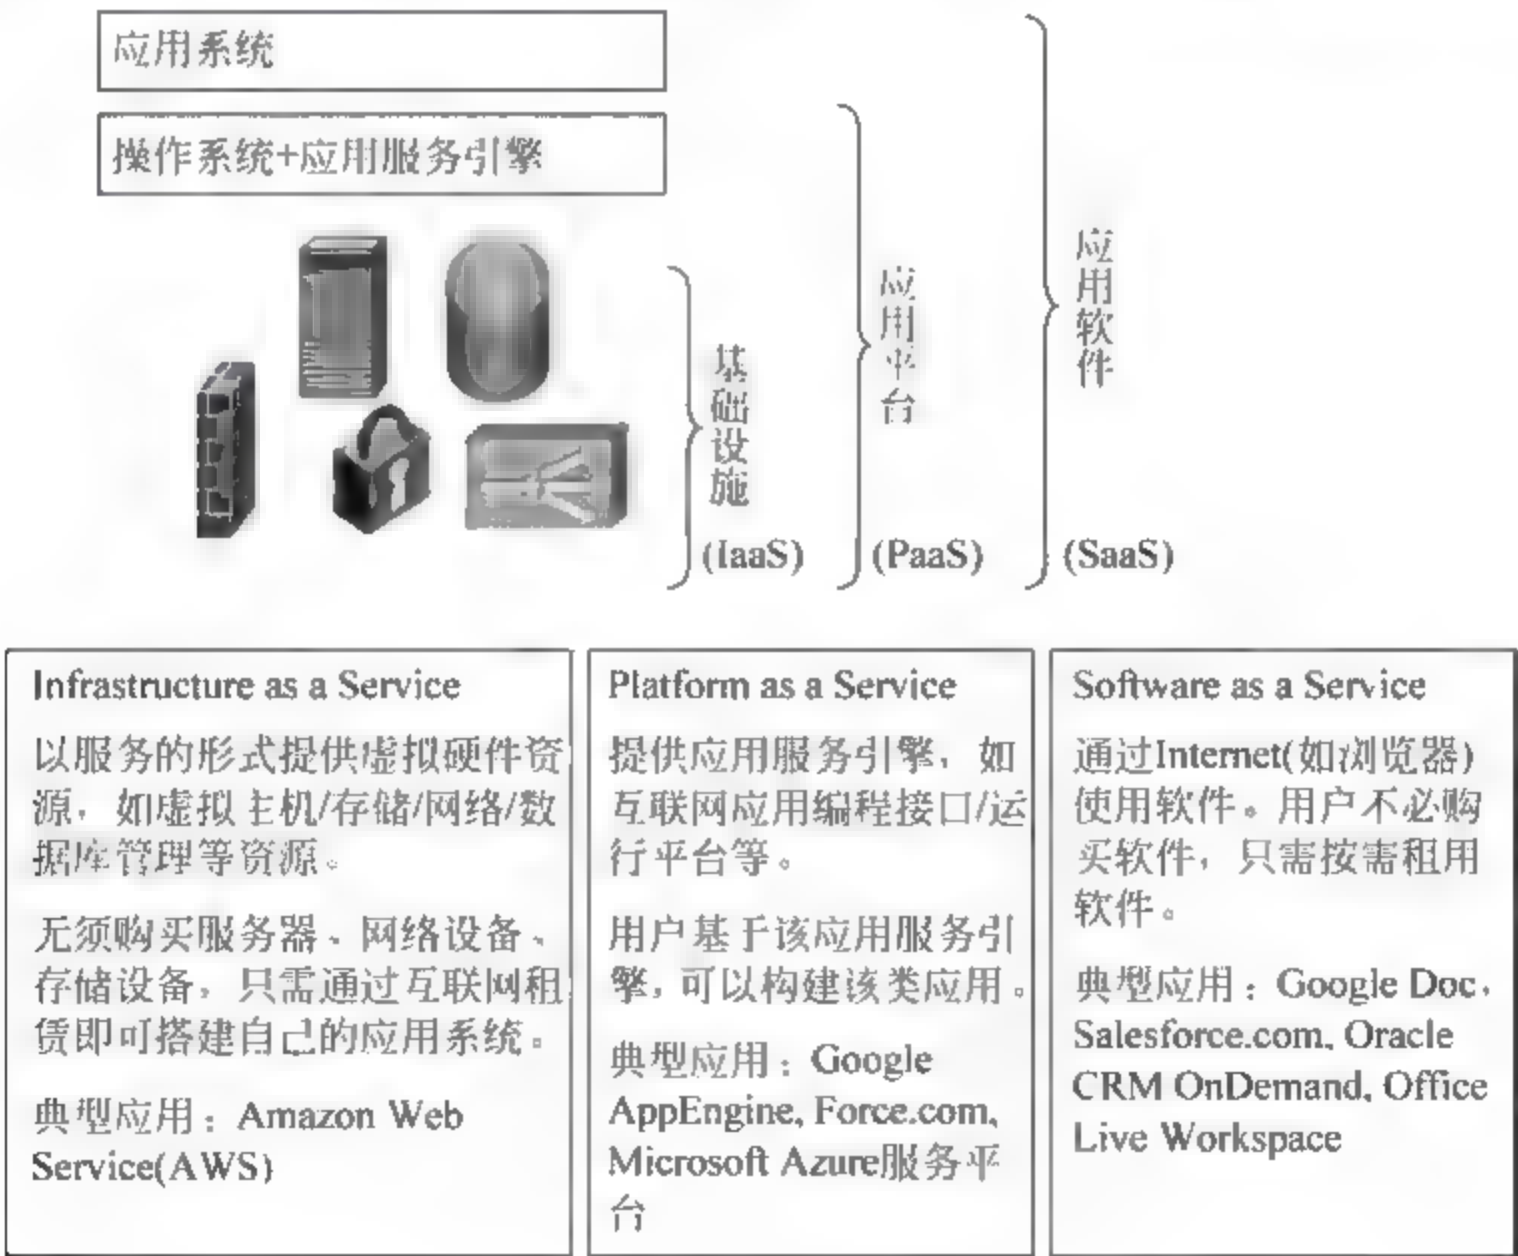 应用系统
操作系统+应用服务引擎
基础设施
(IaaS)
应用平台
(PaaS)
应用软件
(SaaS)
Infrastructure as a Service
以服务的形式提供虚拟硬件资
源，如虚拟主机/存储/网络/数
据库管理等资源。
无须购买服务器、网络设备、
存储设备，只需通过互联网租
赁即可搭建自己的应用系统。
典型应用：Amazon Web
Service(AWS)
Platform as a Service
提供应用服务引擎，如
互联网应用编程接口/运
行平台等。
用户基于该应用服务引
擎，可以构建该类应用。
典型应用：Google
AppEngine, Force.com,
Microsoft Azure服务平
台
Software as a Service
通过Internet(如浏览器)
使用软件。用户不必购
买软件，只需按需租用
软件。
典型应用：Google Doc,
Salesforce.com, Oracle
CRM OnDemand, Office
Live Workspace